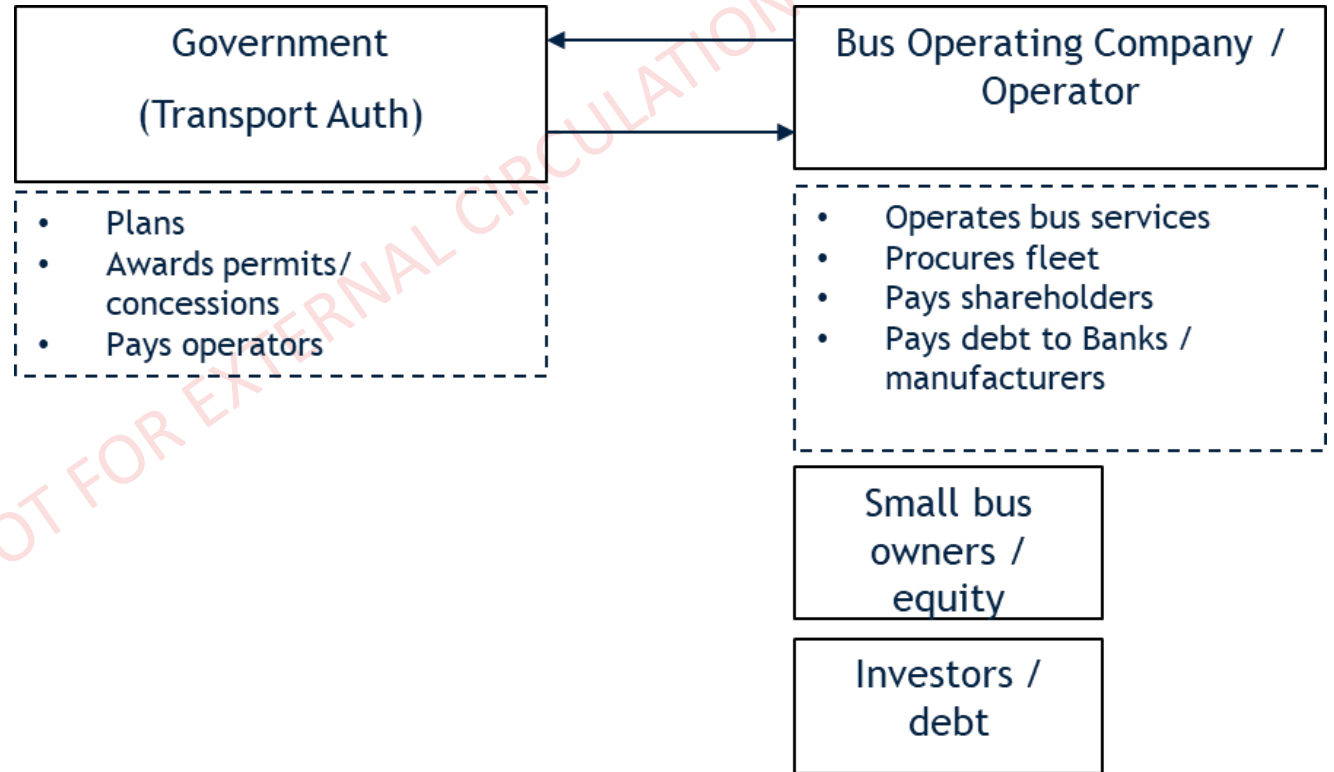 Government
(Transport Auth)
• Plans
• Awards permits/
concessions
• Pays operators
Bus Operating Company /
Operator
• Operates bus services
• Procures fleet
• Pays shareholders
• Pays debt to Banks /
manufacturers
Small bus
owners /
equity
Investors /
debt
OT FOR EXTERNAL CIRCULATION